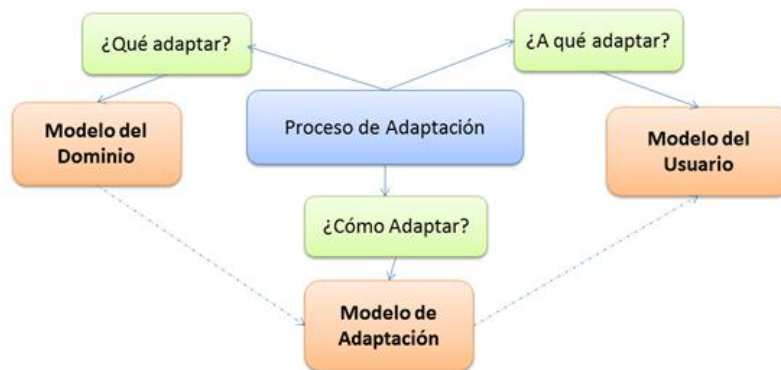 ¿Qué adaptar?
¿A qué adaptar?
Modelo del
Dominio
Proceso de Adaptación
Modelo del
Usuario
¿Cómo Adaptar?
Modelo de
Adaptación